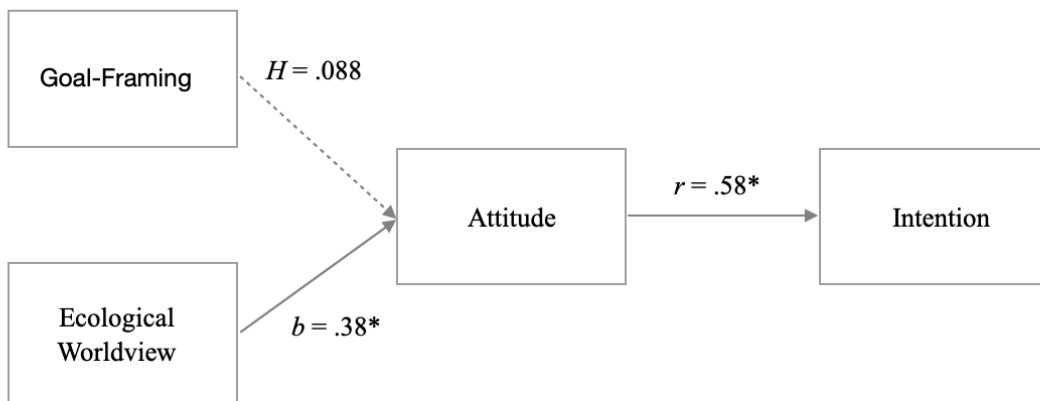 Goal-Framing
H = .088
Attitude
r = .58*
Intention
Ecological
Worldview
b = .38*